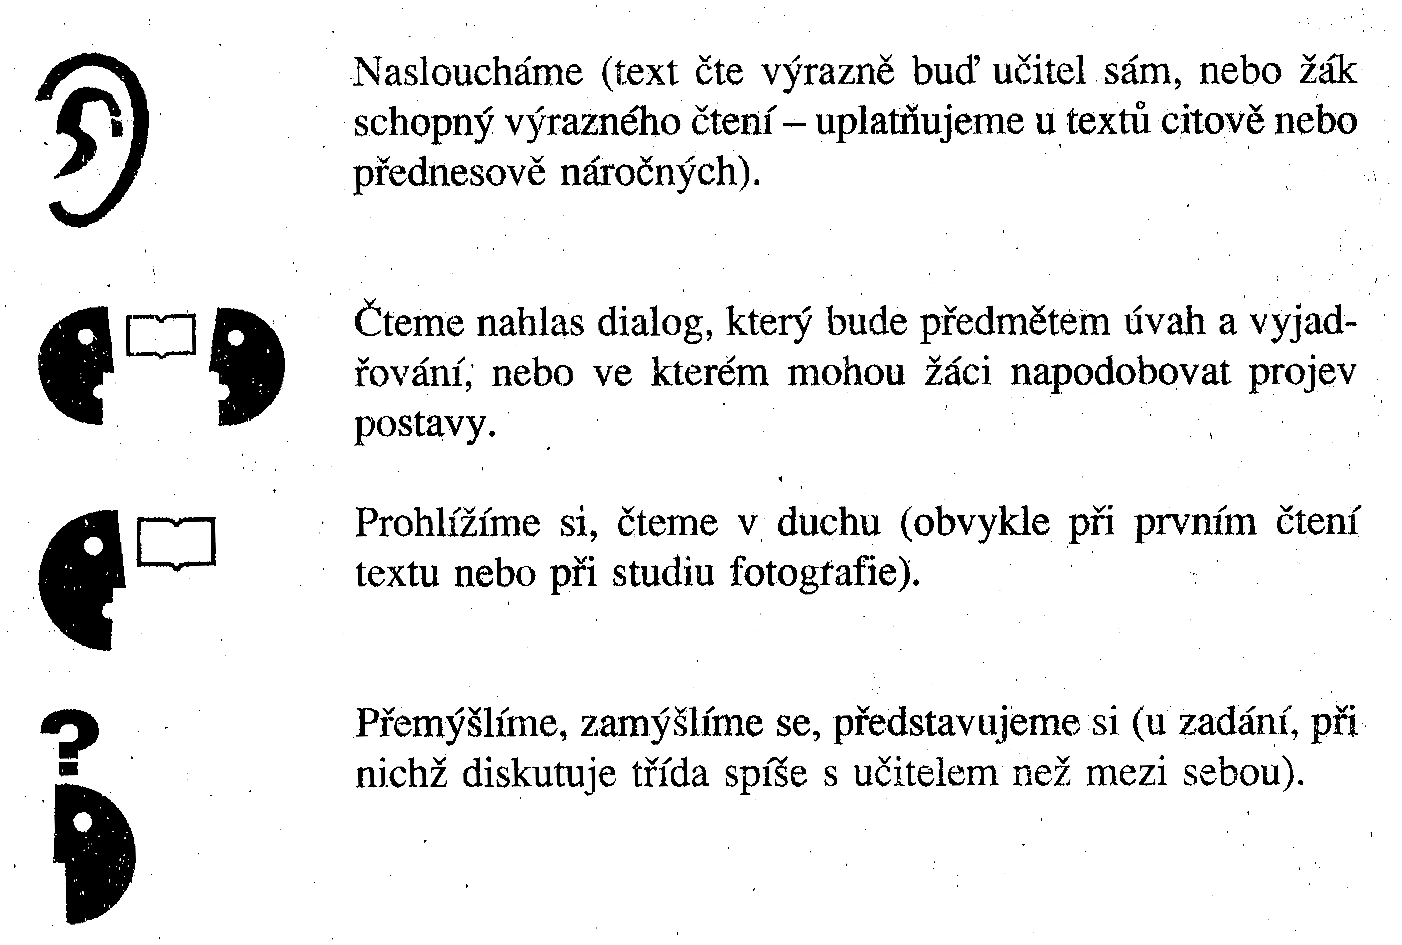 Nasloucháme (text čte výrazně buď učitel sám, nebo žák
schopný výrazného čtení – uplatňujeme u textů citově nebo
přednesově náročných).
Čteme nahlas dialog, který bude předmětem úvah a vyjad-
řování, nebo ve kterém mohou žáci napodobovat projev
postavy.
Prohlížíme si, čteme v duchu (obvykle při prvním čtení
textu nebo při studiu fotografie).
?
Přemýšlíme, zamýšlíme se, představujeme si (u zadání, při
nichž diskutuje třída spíše s učitelem než mezi sebou).